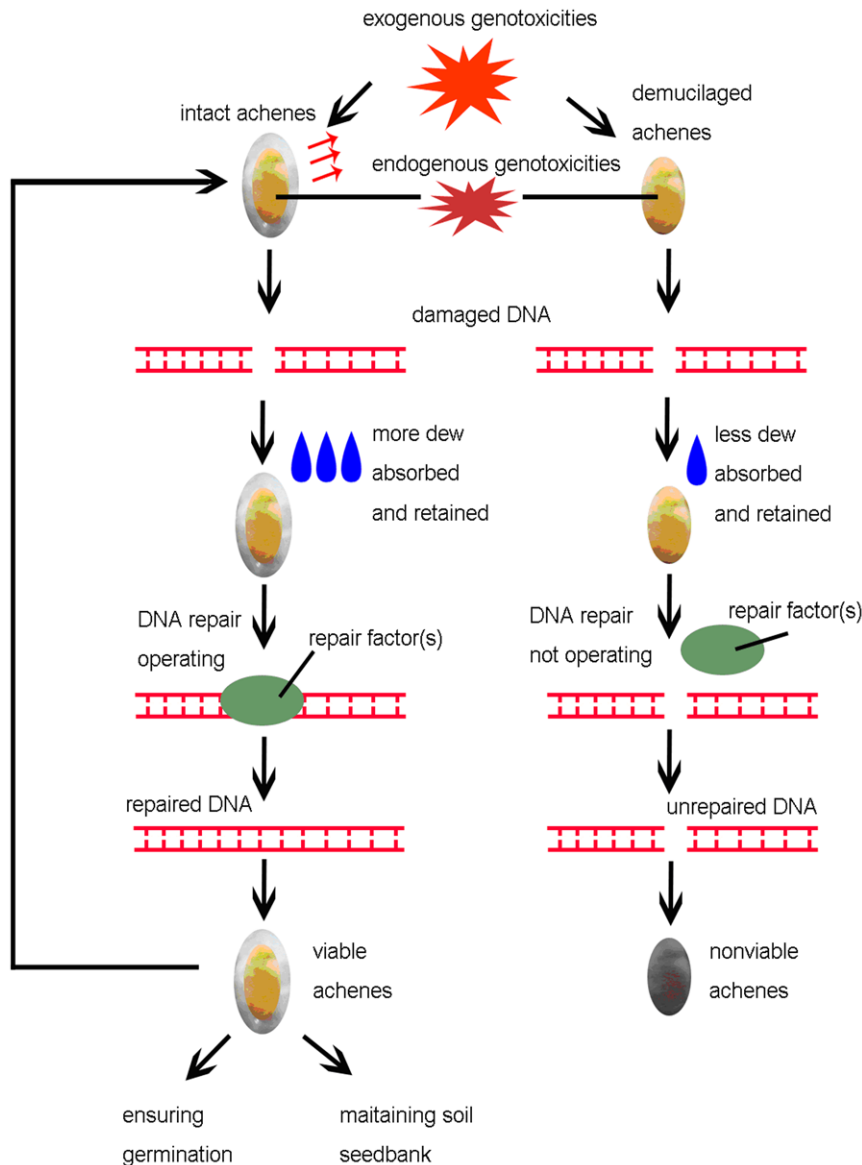 exogenous genotoxicities
intact achenes
demucilaged
achenes
endogenous genotoxicities
damaged DNA
more dew
absorbed
and retained
less dew
absorbed
and retained
DNA repair
operating
repair factor(s)
DNA repair
not operating
repair factor(s)
repaired DNA
unrepaired DNA
viable
achenes
nonviable
achenes
ensuring
germination
maitaining soil
seedbank